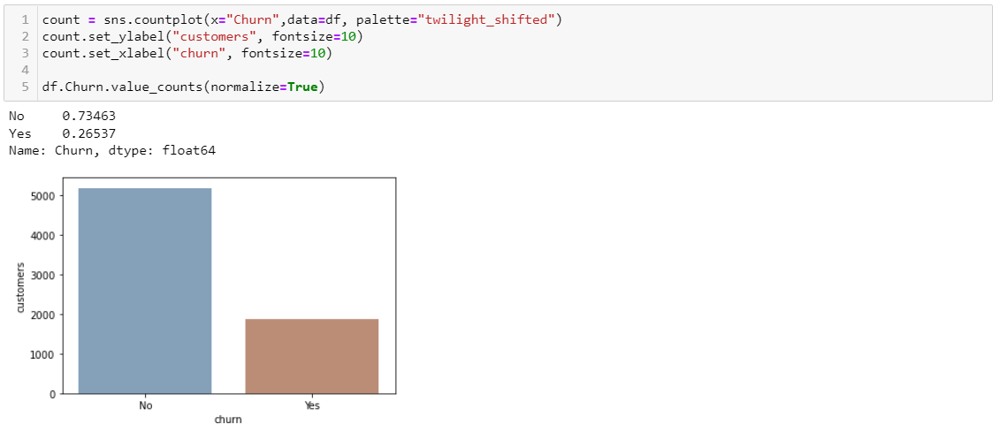 1 count = sns.countplot(x="Churn",data=df, palette="twilight_shifted")
2 count.set_ylabel("customers", fontsize=10)
3 count.set_xlabel("churn", fontsize=10)
4
5 df.Churn.value_counts(normalize=True)
No 0.73463
Yes 0.26537
Name: Churn, dtype: float64
5000
4000
3000
2000
1000
0
customers
No Yes
churn